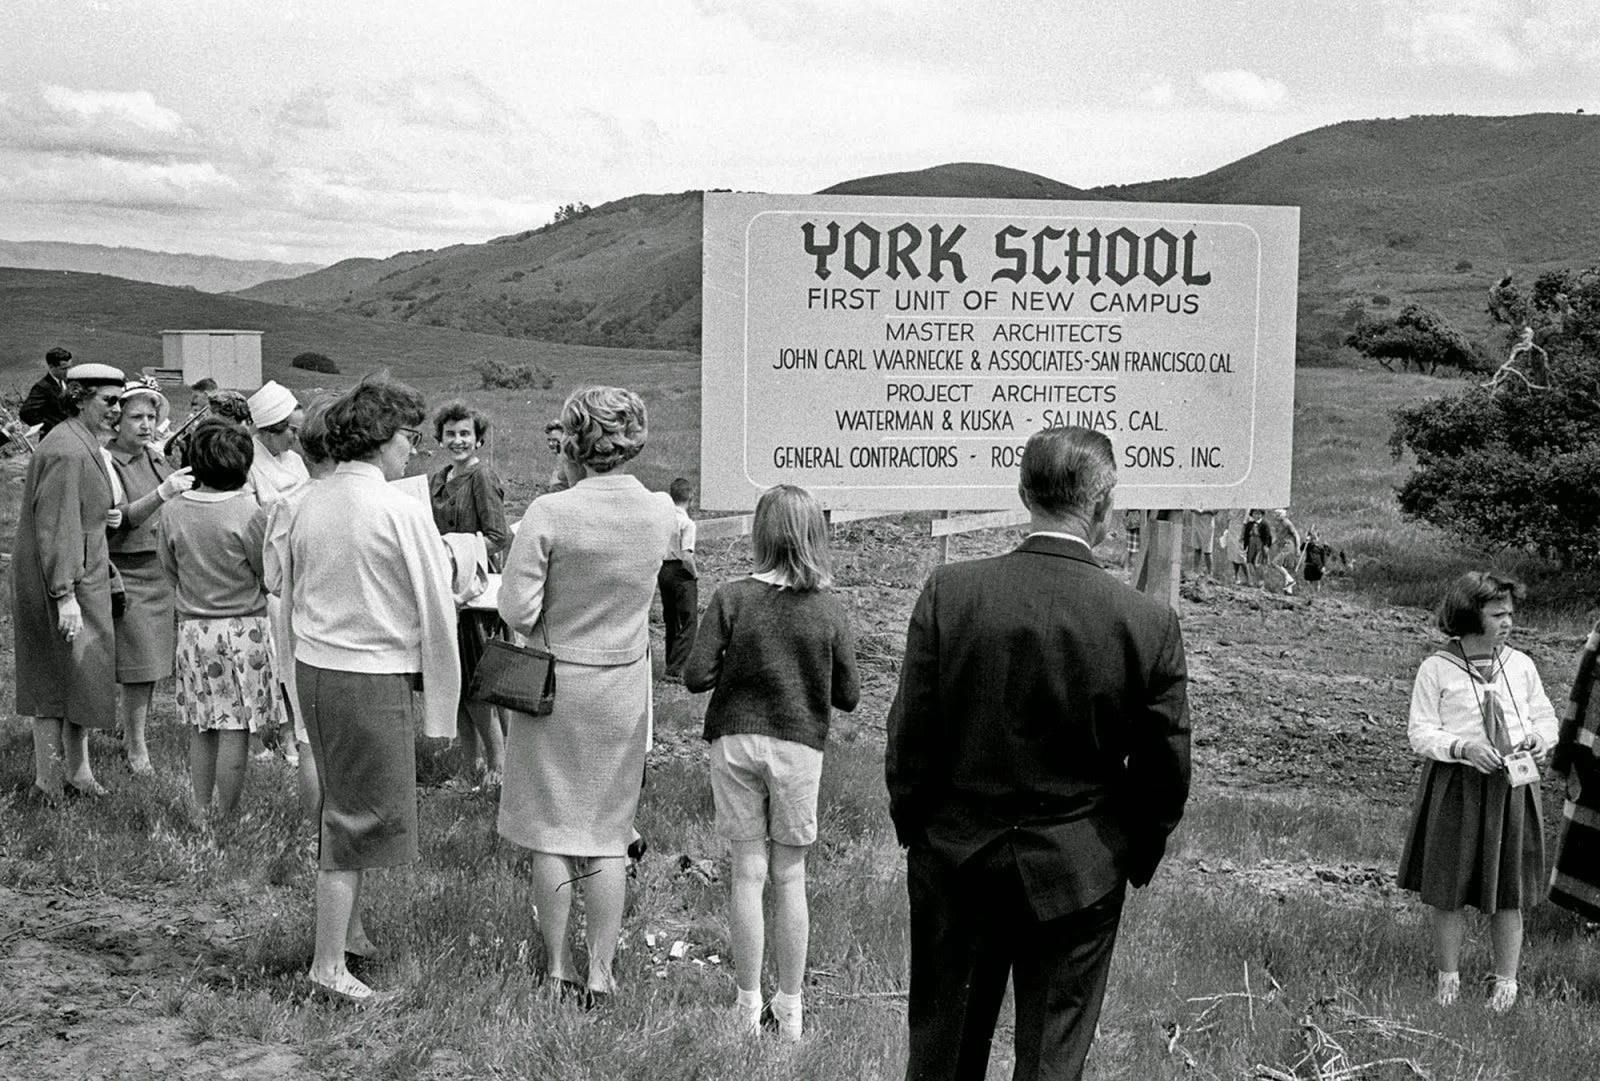 YORK SCHOOL
FIRST UNIT OF NEW CAMPUS
MASTER ARCHITECTS
JOHN CARL WARNECKE & ASSOCIATES-SAN FRANCISCO, CAL.
PROJECT ARCHITECTS
WATERMAN & KUSKA - SALINAS, CAL.
GENERAL CONTRACTORS - SONS, INC.